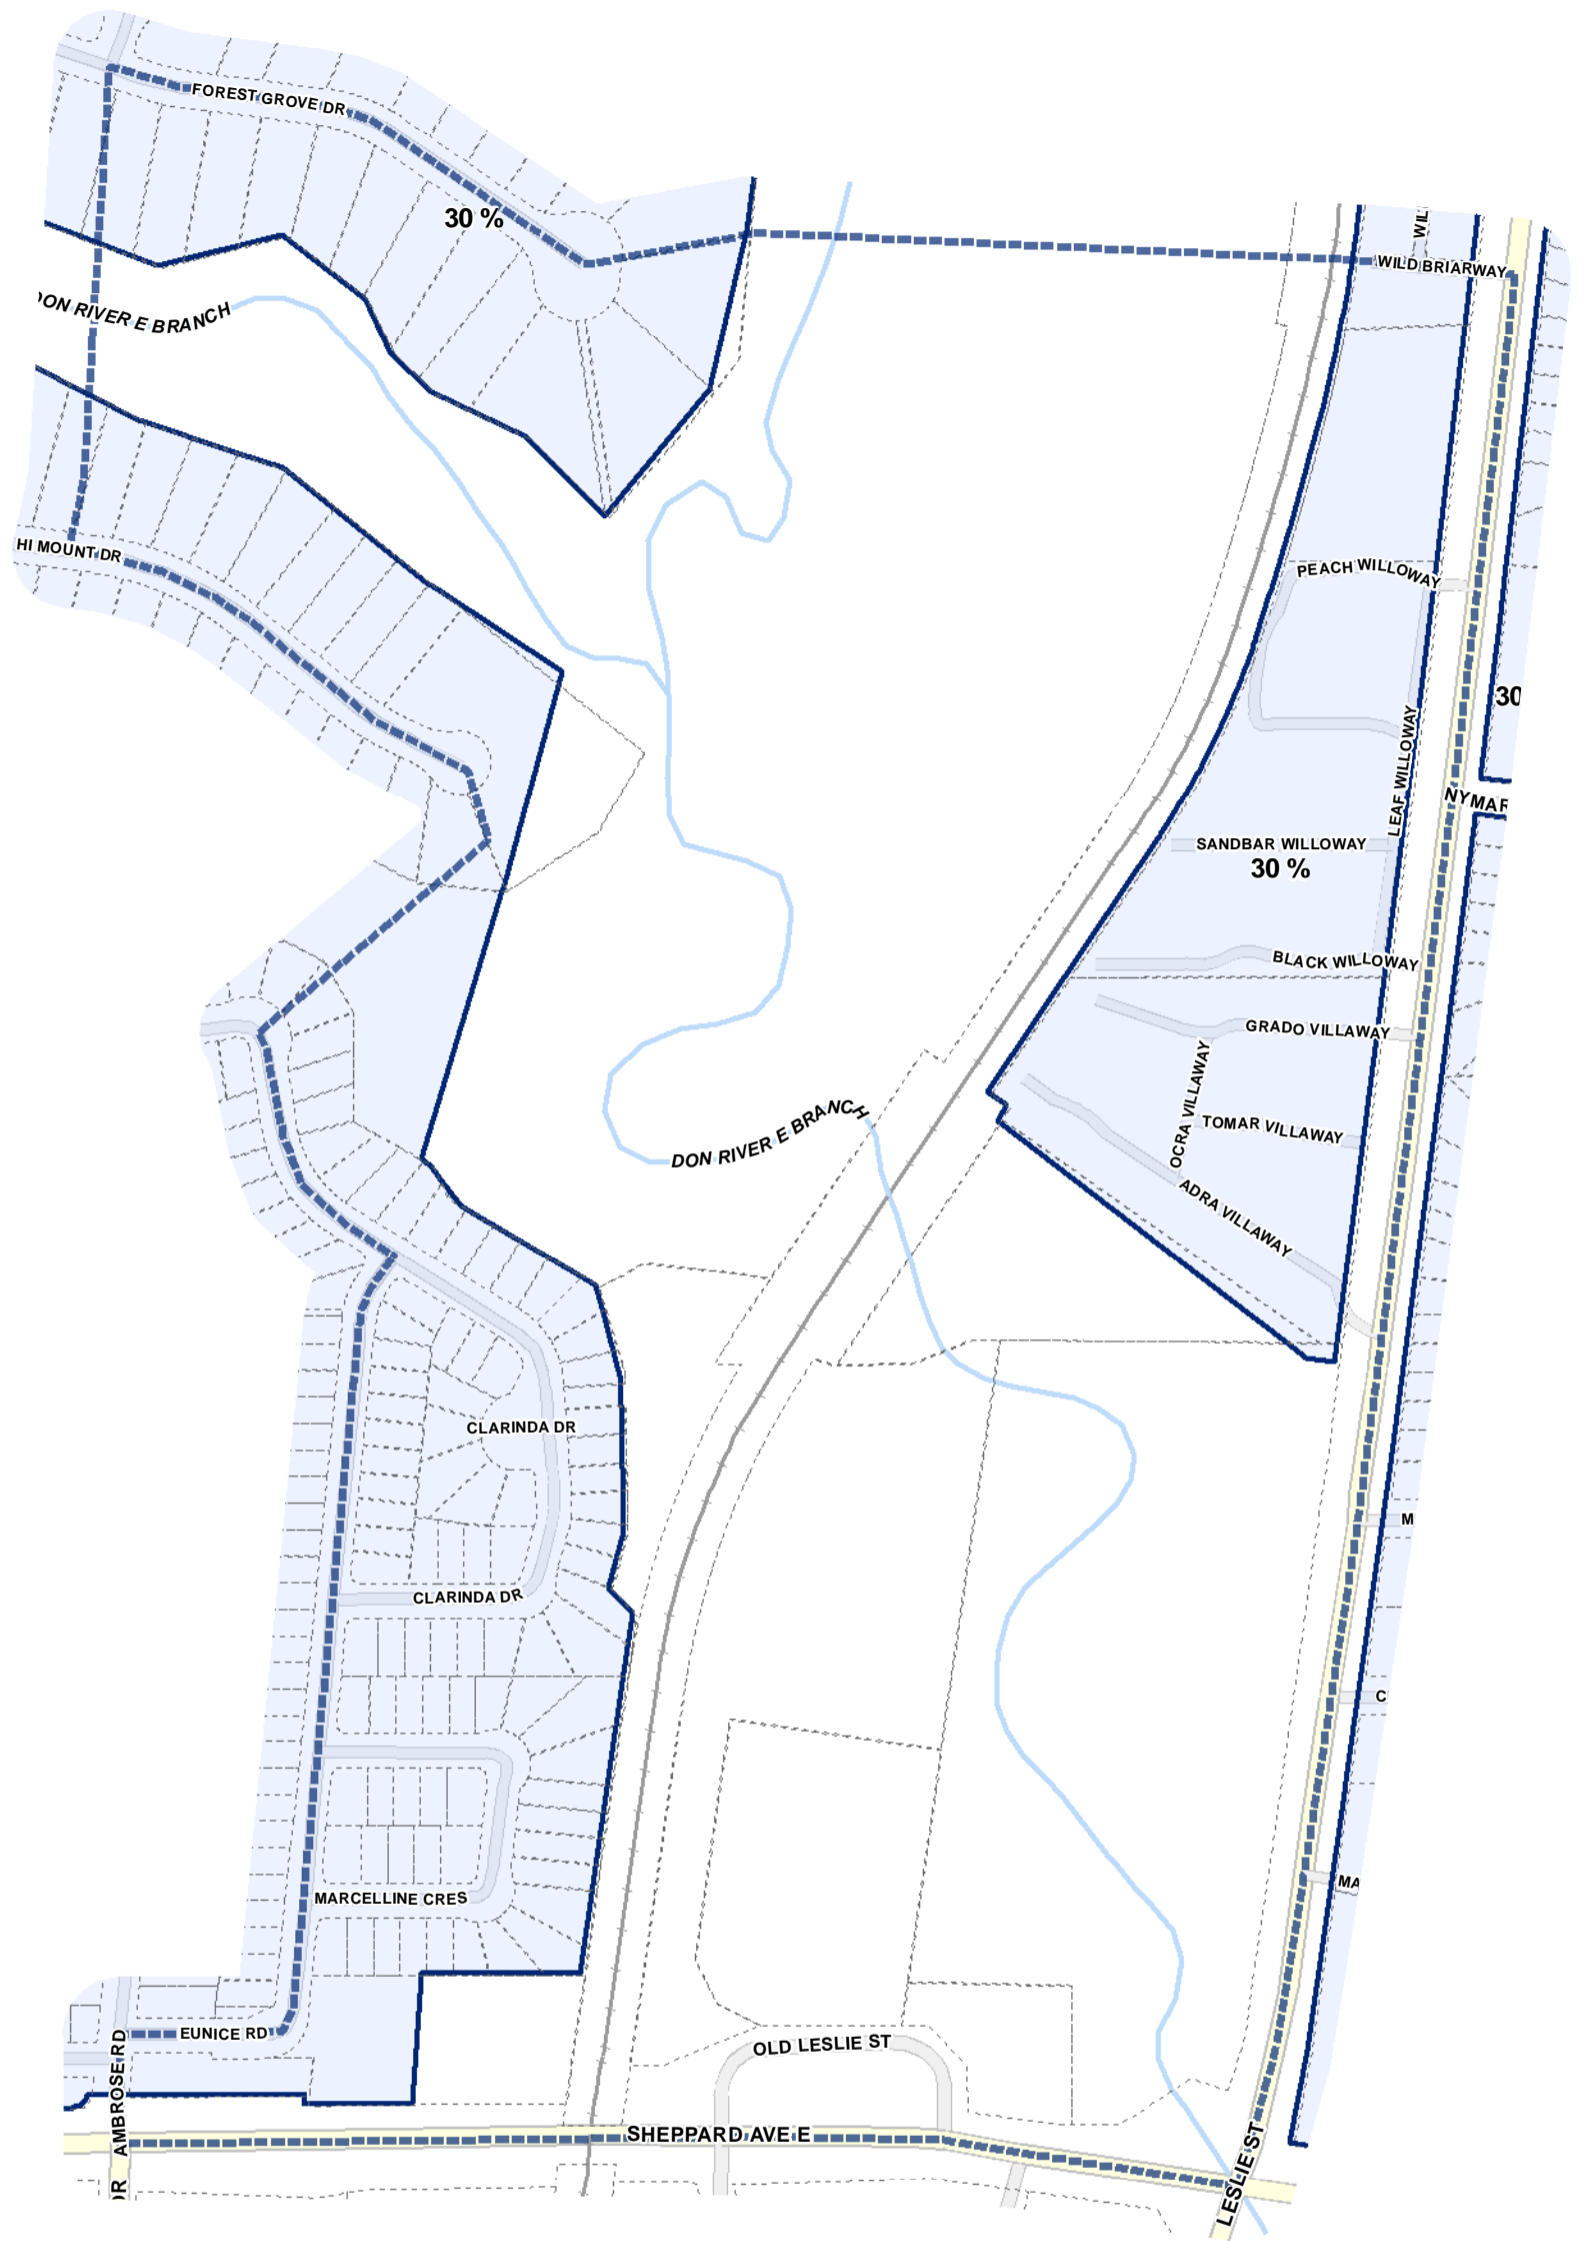 FOREST GROVE DR
30 %
WIL
WILD BRIARWAY
DON RIVER E BRANCH
HI MOUNT DR
PEACH WILLOWAY
30
LEAF WILLOWAY
NYMAR
SANDBAR WILLOWAY
30 %
BLACK WILLOWAY
GRADO VILLAWAY
OCRA VILLAWAY
TOMAR VILLAWAY
DON RIVER E BRANCH
ADRA VILLAWAY
CLARINDA DR
M
CLARINDA DR
C
MA
MARCELLINE CRES
EUNICE RD
AMBROSE RD
OLD LESLIE ST
SHEPPARD AVE E
LESLIE ST
DR